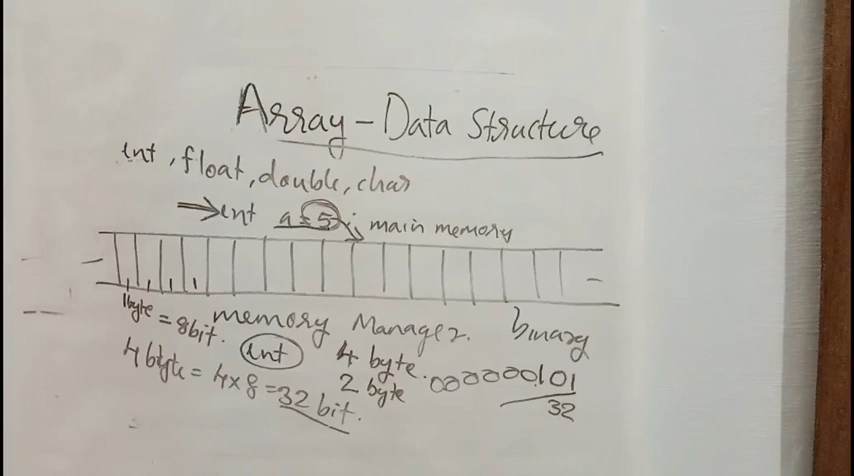 Array - Data Structure
int, float, double, char
⇒ int a = 5; main memory
1byte = 8bit. memory Manager. binary
4 byte = 4 x 8 = 32 bit. int 4 byte. 2 byte 000000101
32